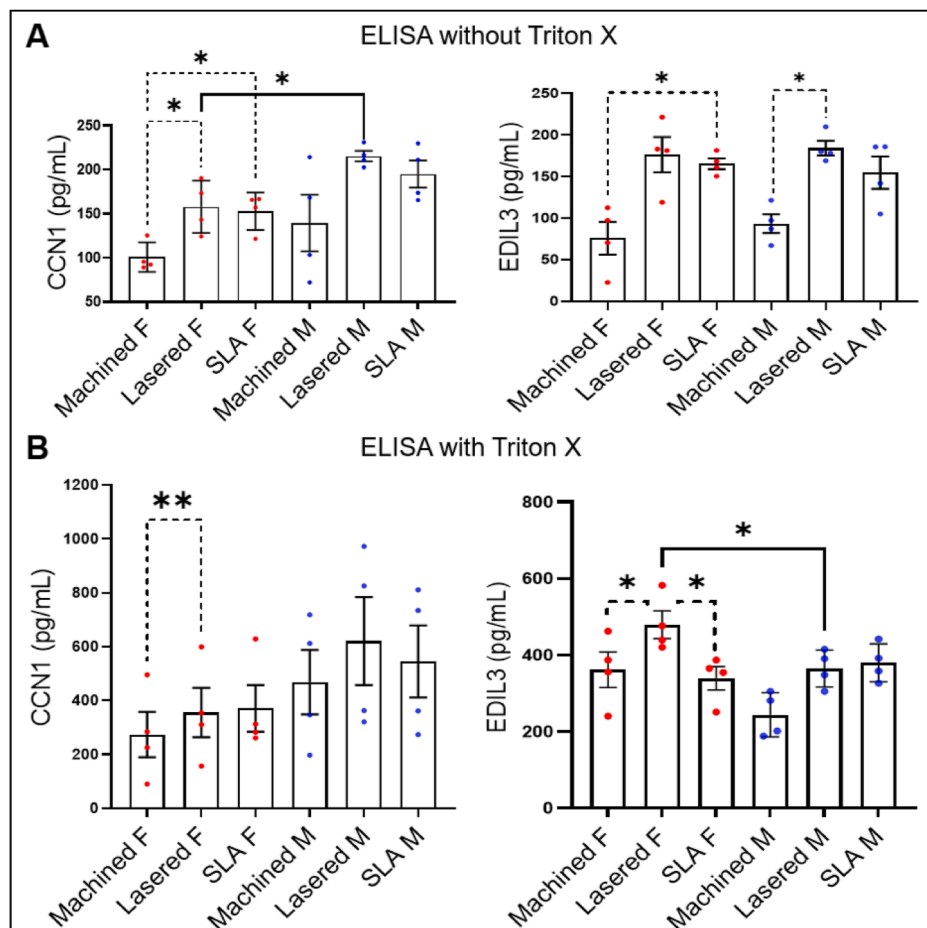 A
ELISA without Triton X
*
*
*
CCN1 (pg/mL)
250
200
150
100
50
Machined F
Lasered F
SLA F
Machined M
Lasered M
SLA M
*
*
EDIL3 (pg/mL)
250
200
150
100
50
0
Machined F
Lasered F
SLA F
Machined M
Lasered M
SLA M
B
ELISA with Triton X
**
CCN1 (pg/mL)
1200
1000
800
600
400
200
0
Machined F
Lasered F
SLA F
Machined M
Lasered M
SLA M
*
*
*
EDIL3 (pg/mL)
800
600
400
200
0
Machined F
Lasered F
SLA F
Machined M
Lasered M
SLA M